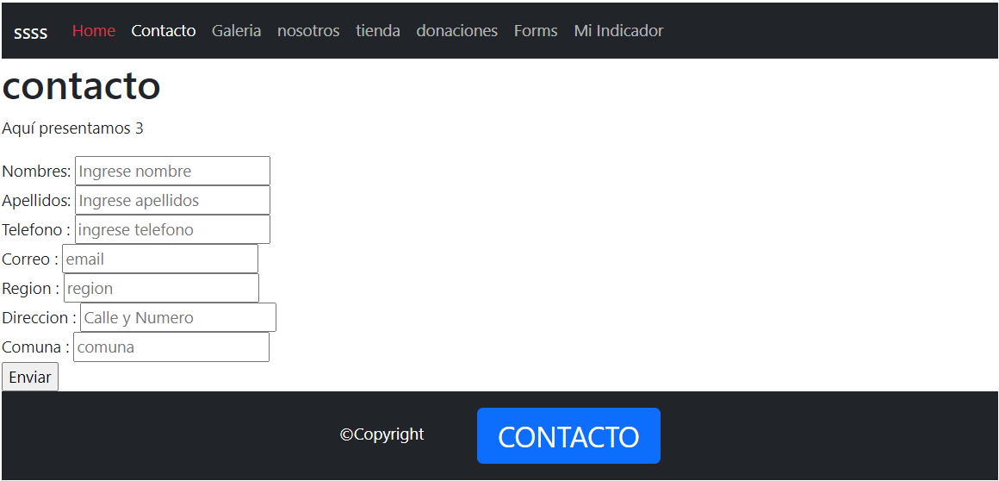 ssss Home Contacto Galeria nosotros tienda donaciones Forms Mi Indicador
contacto
Aquí presentamos 3
Nombres: Ingrese nombre
Apellidos: Ingrese apellidos
Telefono : ingrese telefono
Correo : email
Region : region
Direccion : Calle y Numero
Comuna : comuna
Enviar
©Copyright CONTACTO